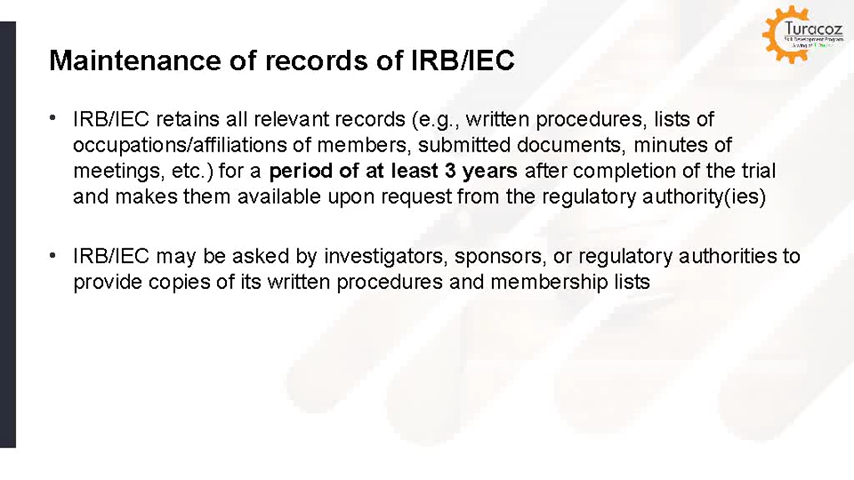 Turacoz
Maintenance of records of IRB/IEC
• IRB/IEC retains all relevant records (e.g., written procedures, lists of
occupations/affiliations of members, submitted documents, minutes of
meetings, etc.) for a period of at least 3 years after completion of the trial
and makes them available upon request from the regulatory authority(ies)
• IRB/IEC may be asked by investigators, sponsors, or regulatory authorities to
provide copies of its written procedures and membership lists